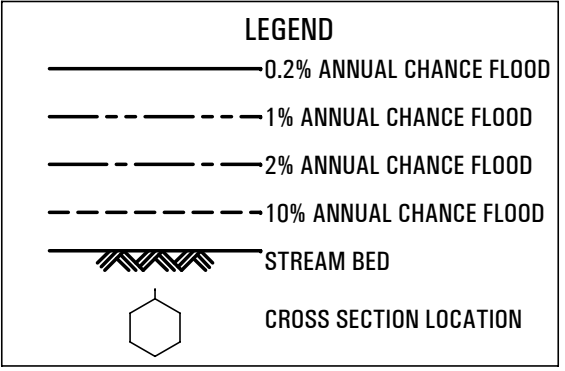 LEGEND
0.2% ANNUAL CHANCE FLOOD
1% ANNUAL CHANCE FLOOD
2% ANNUAL CHANCE FLOOD
10% ANNUAL CHANCE FLOOD
STREAM BED
CROSS SECTION LOCATION